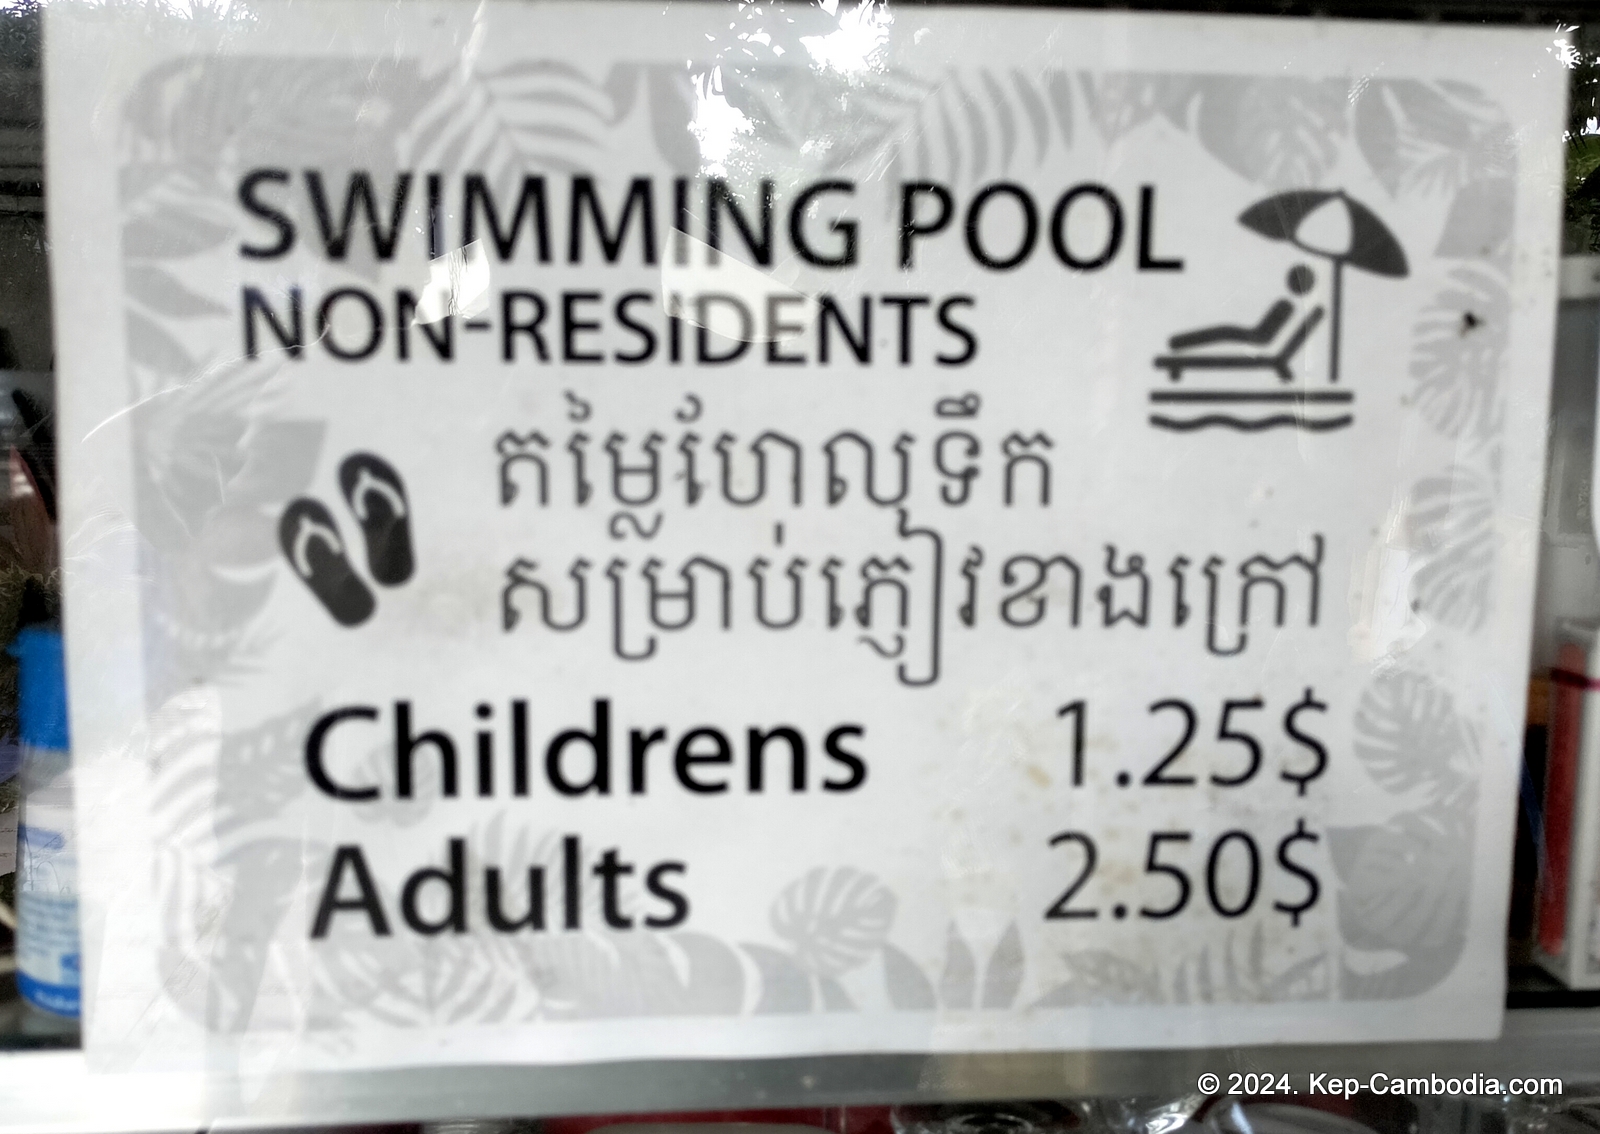 SWIMMING POOL
NON-RESIDENTS
តម្លៃហែលទឹក
សម្រាប់ភ្ញៀវខាងក្រៅ
Childrens 1.25$
Adults 2.50$
© 2024. Kep-Cambodia.com